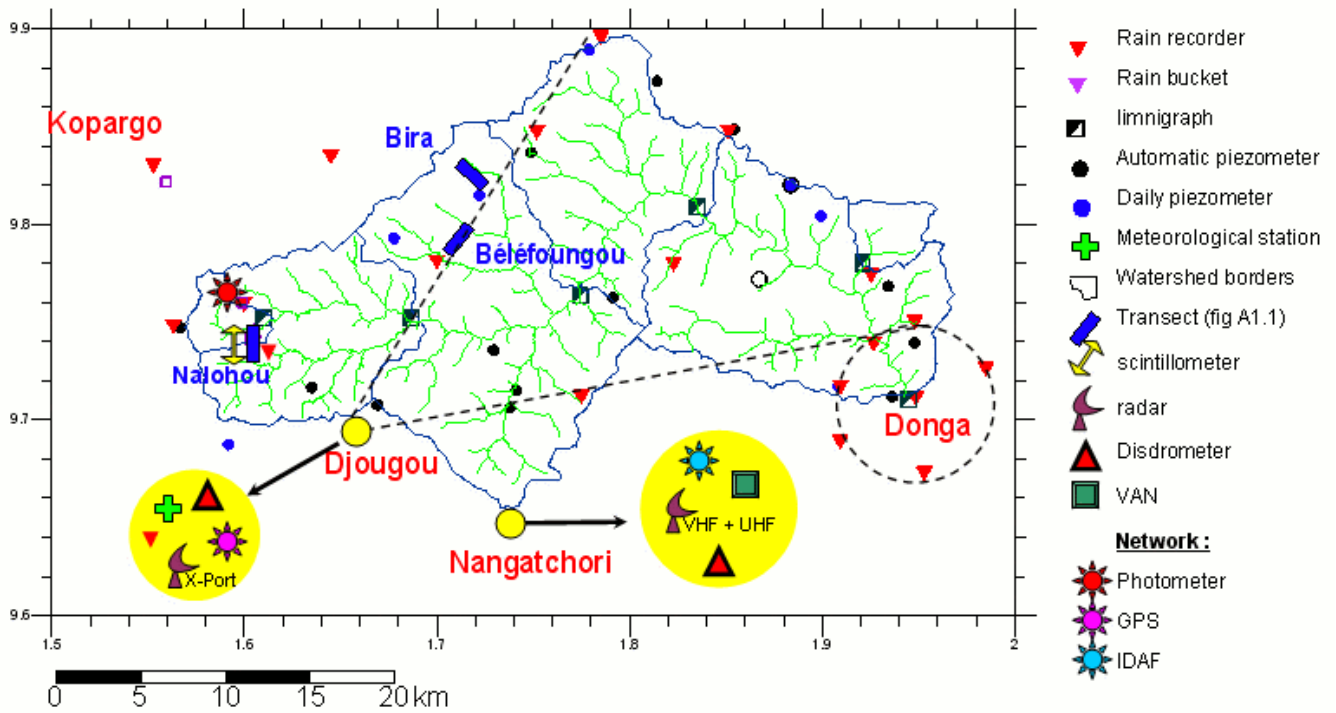 9.9
9.8
9.7
9.6
1.5
1.6
1.7
1.8
1.9
2
Kopargo
Bira
Béléfoungou
Nalohou
Djougou
Donga
Nangatchori
X-Port
VHF + UHF
0
5
10
15
20 km
Rain recorder
Rain bucket
limnigraph
Automatic piezometer
Daily piezometer
Meteorological station
Watershed borders
Transect (fig A1.1)
scintillometer
radar
Disdrometer
VAN
Network :
Photometer
GPS
IDAF